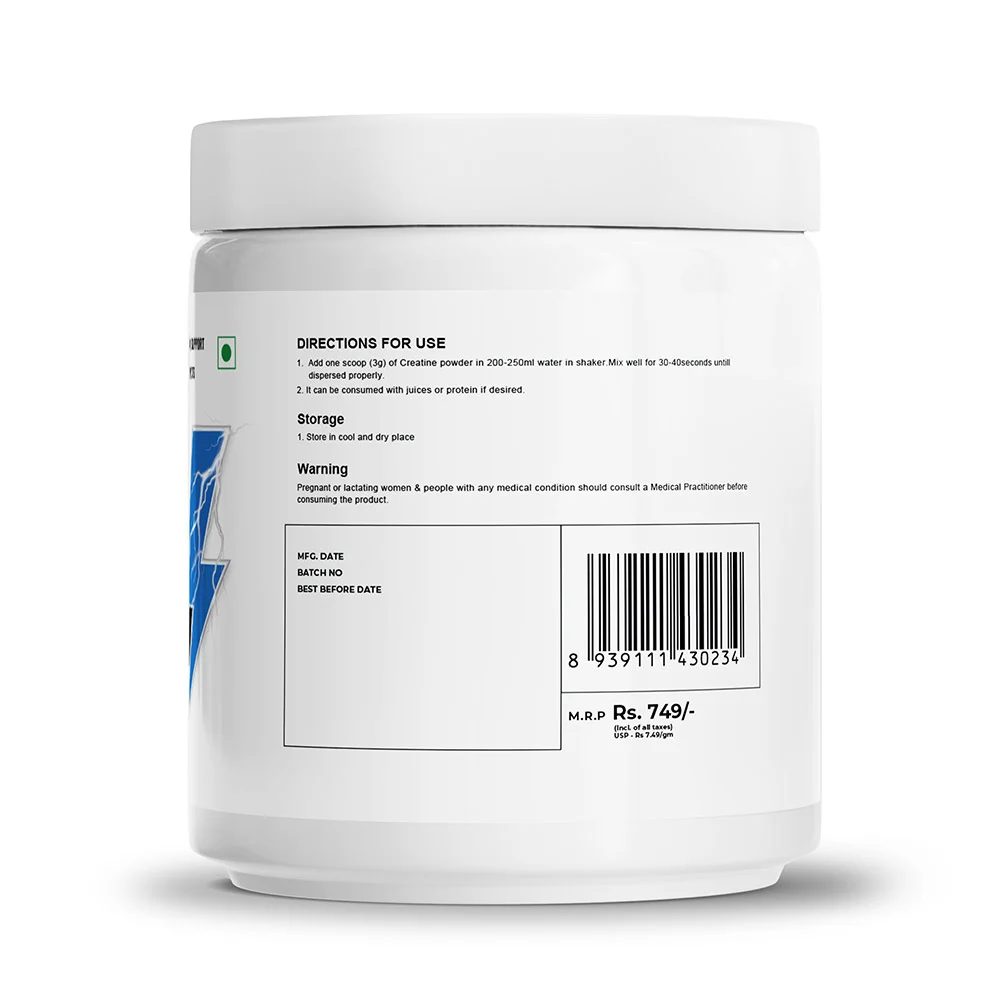 DIRECTIONS FOR USE
1. Add one scoop (3g) of Creatine powder in 200-250ml water in shaker.Mix well for 30-40seconds untill
dispersed properly.
2. It can be consumed with juices or protein if desired.
Storage
1. Store in cool and dry place
Warning
Pregnant or lactating women & people with any medical condition should consult a Medical Practitioner before
consuming the product.
MFG. DATE
BATCH NO
BEST BEFORE DATE
8 939111 430234
M.R.P Rs. 749/-
(Incl. of all taxes)
USP - Rs 7.49/gm